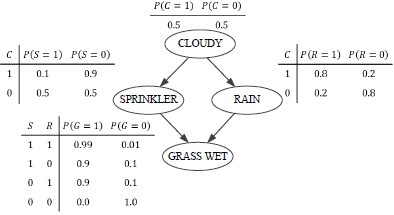 P(C = 1) P(C = 0)
0.5 0.5
CLOUDY
C P(S = 1) P(S = 0)
1 0.1 0.9
0 0.5 0.5
C P(R = 1) P(R = 0)
1 0.8 0.2
0 0.2 0.8
SPRINKLER
RAIN
S R P(G = 1) P(G = 0)
1 1 0.99 0.01
1 0 0.9 0.1
0 1 0.9 0.1
0 0 0.0 1.0
GRASS WET